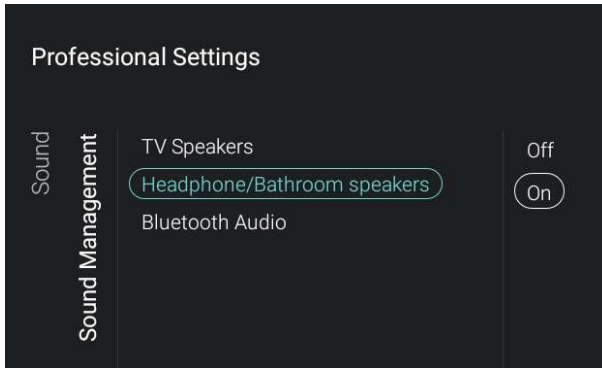 Professional Settings
Sound
Sound Management
TV Speakers
Headphone/Bathroom speakers
Bluetooth Audio
Off
On